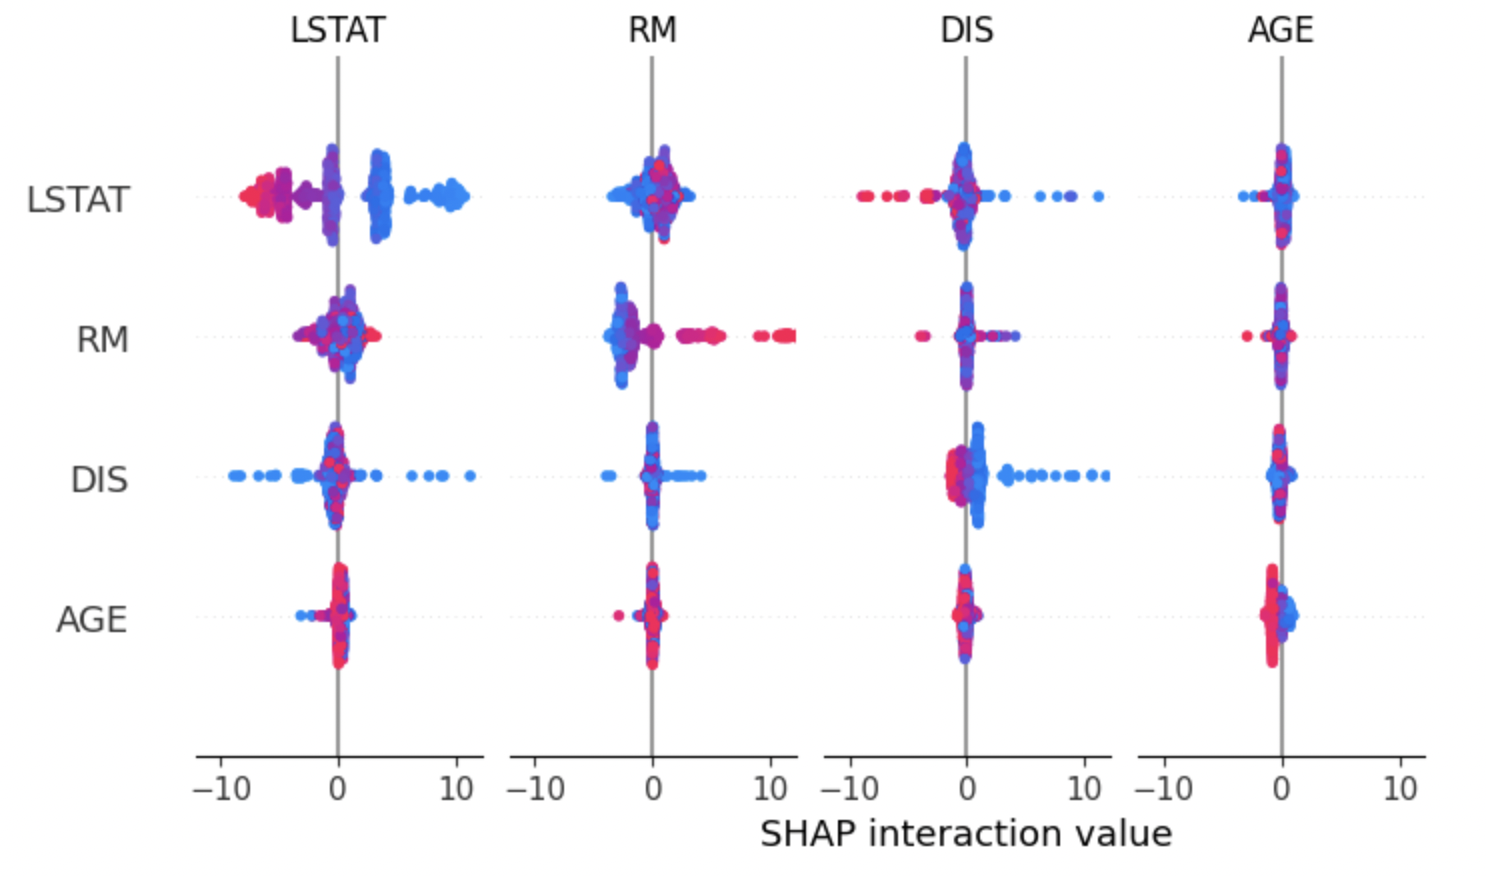 LSTAT RM DIS AGE
LSTAT
RM
DIS
AGE
−10 0 10 −10 0 10 −10 0 10 −10 0 10
SHAP interaction value